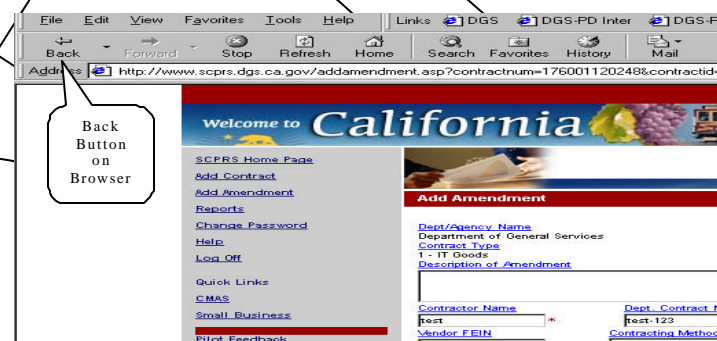 File Edit View Favorites Tools Help Links DGS DGS-PD Inter DGS-P
Back Forward Stop Refresh Home Search Favorites History Mail
Address http://www.scprs.dgs.ca.gov/addamendment.asp?contractnum=176001120248&contractid=
Back
Button
on
Browser
Welcome to California
SCPRS Home Page
Add Contract
Add Amendment
Reports
Change Password
Help
Log Off
Quick Links
CMAS
Small Business
Pilot Feedback
Add Amendment
Dept/Agency Name
Department of General Services
Contract Type
1 - IT Goods
Description of Amendment
Contractor Name Dept. Contract N
test * test-123
Vendor FEIN Contracting Method